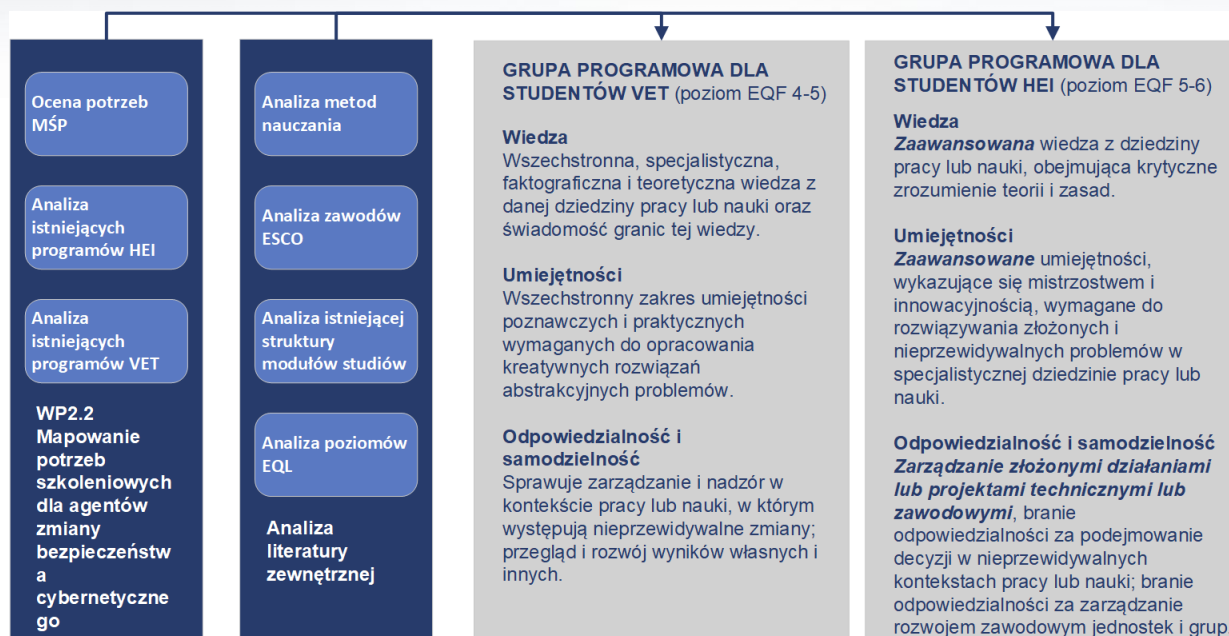 Ocena potrzeb
MŚP
Analiza
istniejących
programów HEI
Analiza
istniejących
programów VET
WP2.2
Mapowanie
potrzeb
szkoleniowych
dla agentów
zmiany
bezpieczeństw
a
cybernetyczne
go
Analiza metod
nauczania
Analiza zawodów
ESCO
Analiza istniejącej
struktury
modułów studiów
Analiza poziomów
EQL
Analiza
literatury
zewnętrznej
GRUPA PROGRAMOWA DLA
STUDENTÓW VET (poziom EQF 4-5)
Wiedza
Wszechstronna, specjalistyczna,
faktograficzna i teoretyczna wiedza z
danej dziedziny pracy lub nauki oraz
świadomość granic tej wiedzy.
Umiejętności
Wszechstronny zakres umiejętności
poznawczych i praktycznych
wymaganych do opracowania
kreatywnych rozwiązań
abstrakcyjnych problemów.
Odpowiedzialność i
samodzielność
Sprawuje zarządzanie i nadzór w
kontekście pracy lub nauki, w którym
występują nieprzewidywalne zmiany;
przegląd i rozwój wyników własnych i
innych.
GRUPA PROGRAMOWA DLA
STUDENTÓW HEI (poziom EQF 5-6)
Wiedza
Zaawansowana wiedza z dziedziny
pracy lub nauki, obejmująca krytyczne
zrozumienie teorii i zasad.
Umiejętności
Zaawansowane umiejętności,
wykazujące się mistrzostwem i
innowacyjnością, wymagane do
rozwiązywania złożonych i
nieprzewidywalnych problemów w
specjalistycznej dziedzinie pracy lub
nauki.
Odpowiedzialność i samodzielność
Zarządzanie złożonymi działaniami
lub projektami technicznymi lub
zawodowymi, branie
odpowiedzialności za podejmowanie
decyzji w nieprzewidywalnych
kontekstach pracy lub nauki; branie
odpowiedzialności za zarządzanie
rozwojem zawodowym jednostek i grup